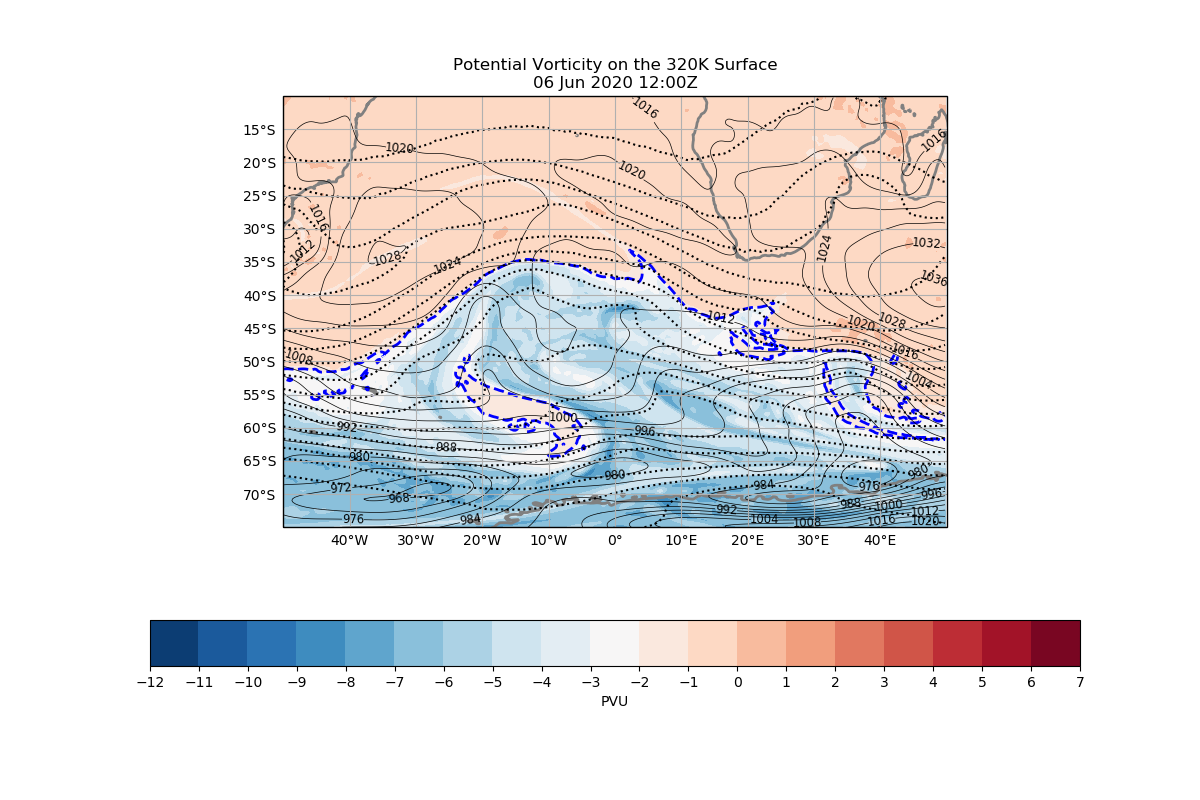 Potential Vorticity on the 320K Surface
06 Jun 2020 12:00Z
1016
15°S
1020
1016
20°S
1020
25°S
1016
30°S
1012
1028
1024
1024
1032
35°S
1036
40°S
1012
1020
1028
45°S
1008
1016
50°S
1004
55°S
1000
992
996
60°S
988
980
65°S
980
980
972
968
984
976
996
70°S
992
988
1000
1012
976
984
1004
1008
1016
1020
40°W 30°W 20°W 10°W 0° 10°E 20°E 30°E 40°E
−12 −11 −10 −9 −8 −7 −6 −5 −4 −3 −2 −1 0 1 2 3 4 5 6 7
PVU